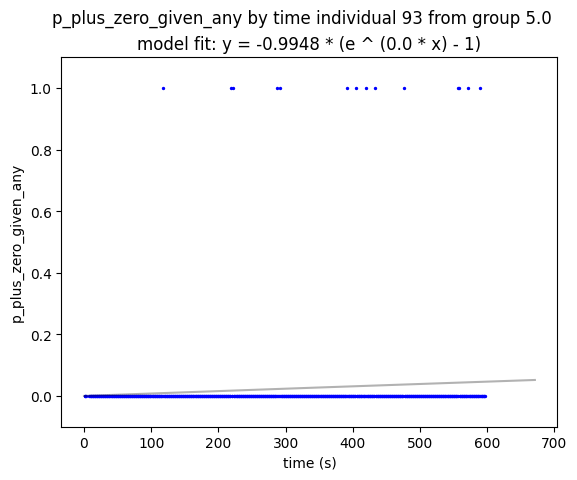 p_plus_zero_given_any by time individual 93 from group 5.0
model fit: y = -0.9948 * (e ^ (0.0 * x) - 1)
p_plus_zero_given_any
1.0
0.8
0.6
0.4
0.2
0.0
0 100 200 300 400 500 600 700
time (s)